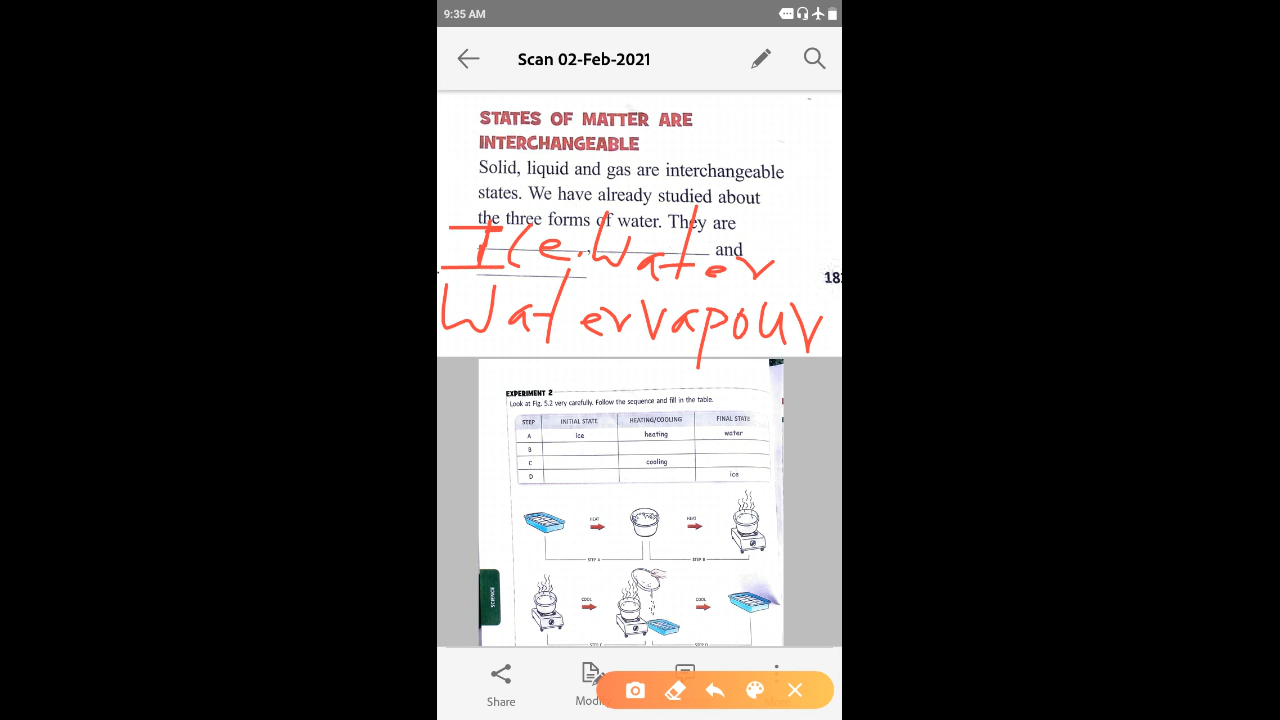 9:35 AM
Scan 02-Feb-2021
STATES OF MATTER ARE
INTERCHANGEABLE
Solid, liquid and gas are interchangeable
states. We have already studied about
the three forms of water. They are
Ice. Water
and
18
Water vapour
EXPERIMENT 2
Look at Fig. 5.2 very carefully. Follow the sequence and fill in the table.
STEP INITIAL STATE HEATING/COOLING FINAL STATE
A ice heating water
B
C cooling
D ice
HEAT HEAT
STEP A STEP B
COOL COOL
SCIENCE
STEP C STEP D
Share